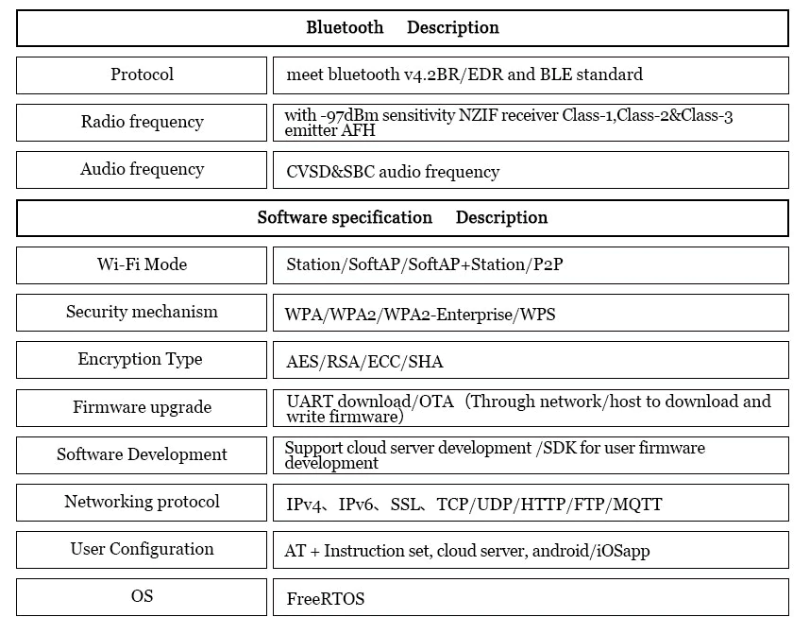 Bluetooth Description
Protocol
meet bluetooth v4.2BR/EDR and BLE standard
Radio frequency
with -97dBm sensitivity NZIF receiver Class-1,Class-2&Class-3
emitter AFH
Audio frequency
CVSD&SBC audio frequency
Software specification Description
Wi-Fi Mode
Station/SoftAP/SoftAP+Station/P2P
Security mechanism
WPA/WPA2/WPA2-Enterprise/WPS
Encryption Type
AES/RSA/ECC/SHA
Firmware upgrade
UART download/OTA（Through network/host to download and
write firmware）
Software Development
Support cloud server development /SDK for user firmware
development
Networking protocol
IPv4、IPv6、SSL、TCP/UDP/HTTP/FTP/MQTT
User Configuration
AT + Instruction set, cloud server, android/iOSapp
OS
FreeRTOS